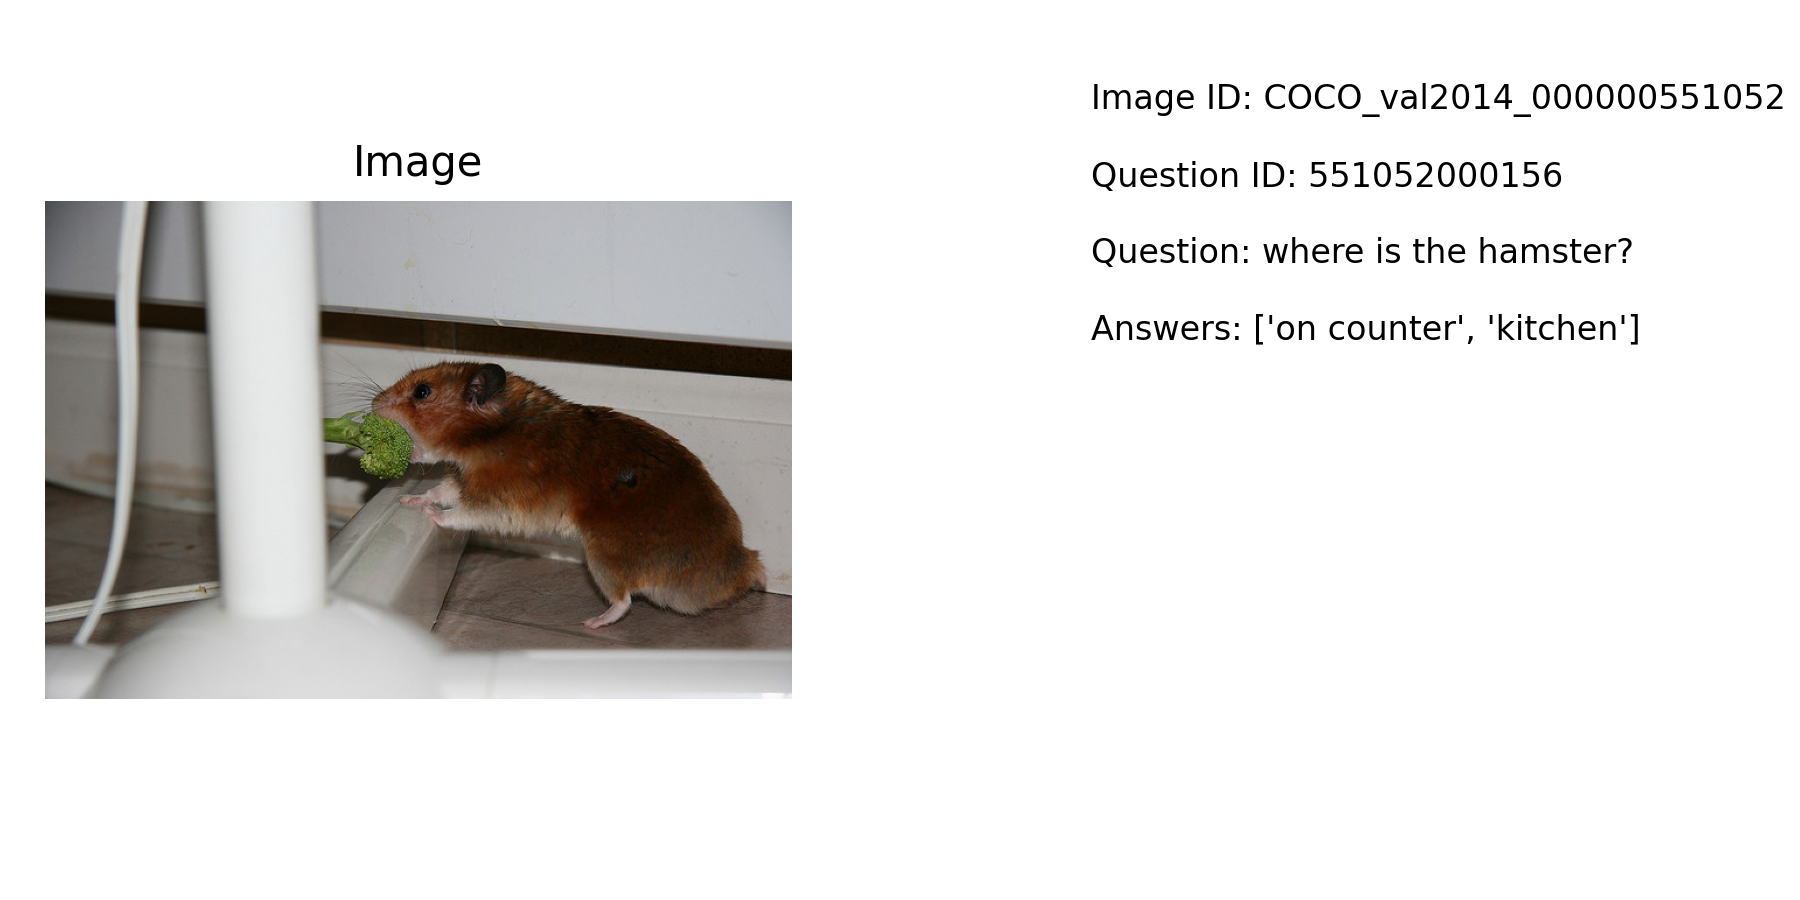 Image
Image ID: COCO_val2014_000000551052
Question ID: 551052000156
Question: where is the hamster?
Answers: ['on counter', 'kitchen']